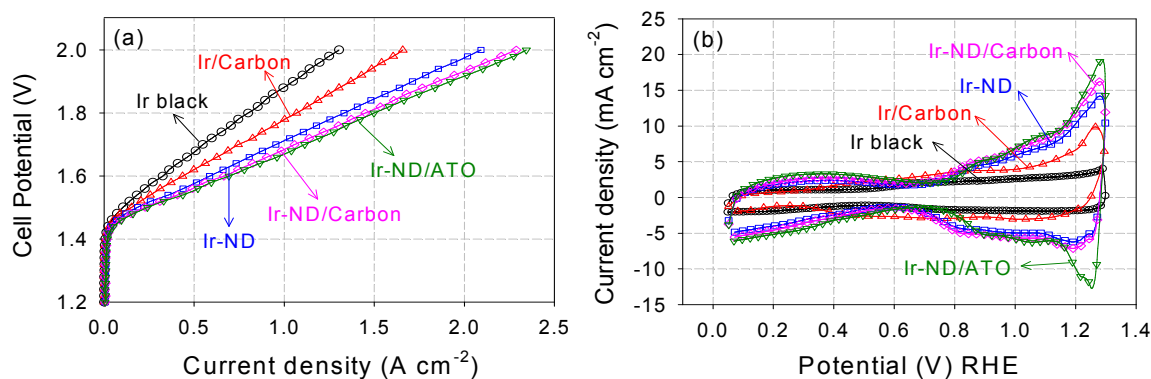 (a)
2.0
1.8
1.6
1.4
1.2
Cell Potential (V)
Ir black
Ir/Carbon
Ir-ND/ATO
Ir-ND/Carbon
Ir-ND
0.0 0.5 1.0 1.5 2.0 2.5
Current density (A cm⁻²)
(b)
25
20
15
10
5
0
-5
-10
-15
Current density (mA cm⁻²)
Ir-ND/Carbon
Ir-ND
Ir/Carbon
Ir black
Ir-ND/ATO
0.0 0.2 0.4 0.6 0.8 1.0 1.2 1.4
Potential (V) RHE